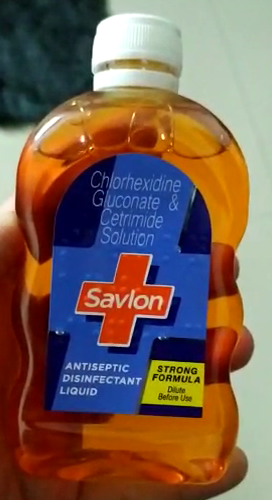 Chlorhexidine
Gluconate &
Cetrimide
Solution
Savlon
ANTISEPTIC
DISINFECTANT
LIQUID
STRONG
FORMULA
Dilute
Before Use